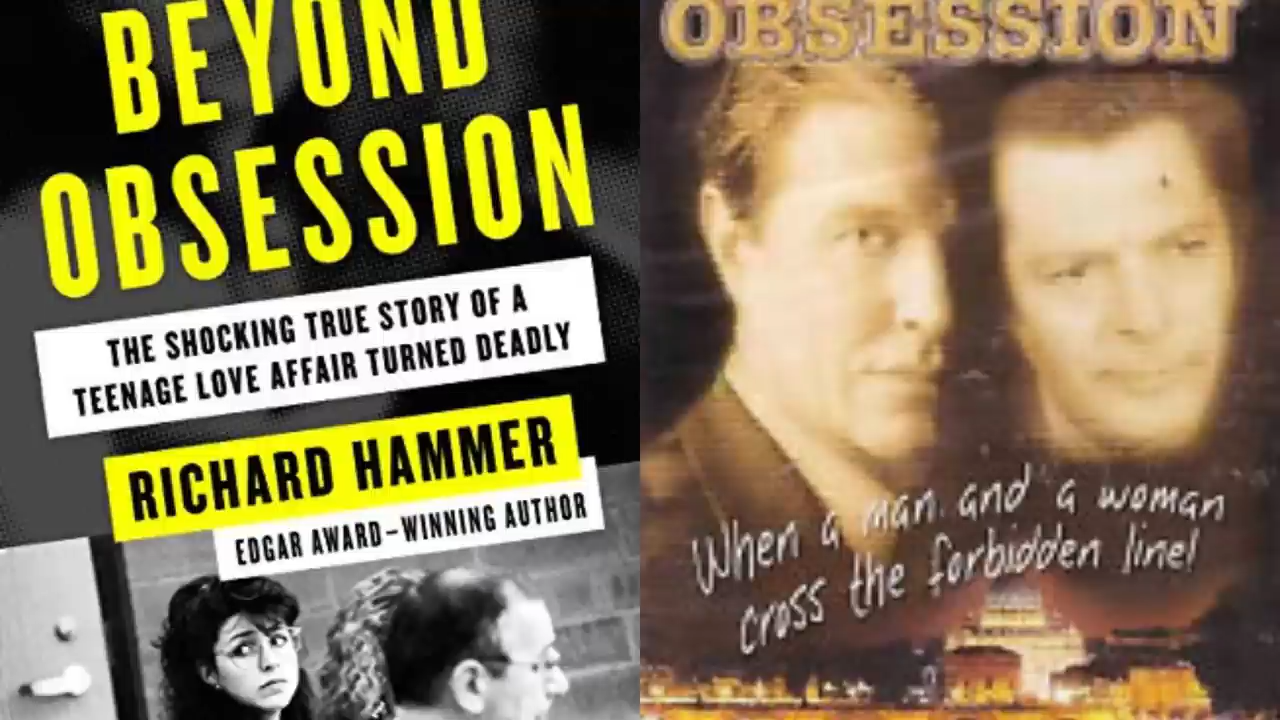 BEYOND
OBSESSION
THE SHOCKING TRUE STORY OF A
TEENAGE LOVE AFFAIR TURNED DEADLY
RICHARD HAMMER
EDGAR AWARD–WINNING AUTHOR
OBSESSION
When a man and a woman
cross the forbidden line!